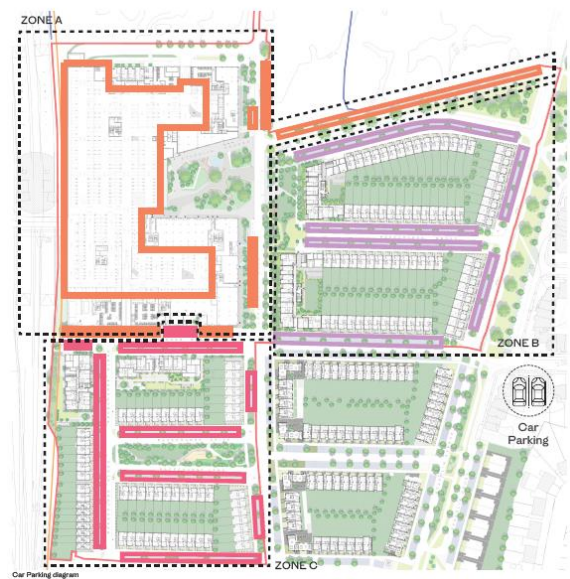 ZONE A
ZONE B
Car
Parking
ZONE C
Car Parking diagram